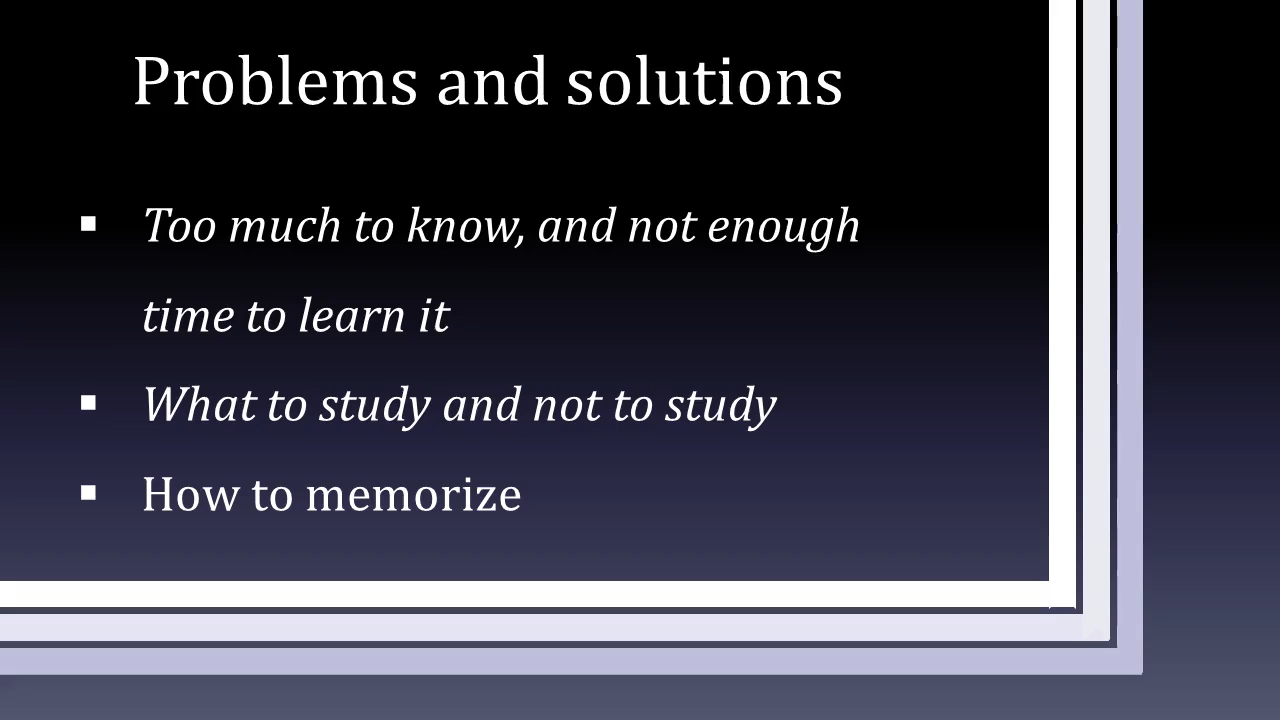 Problems and solutions
▪ Too much to know, and not enough
time to learn it
▪ What to study and not to study
▪ How to memorize